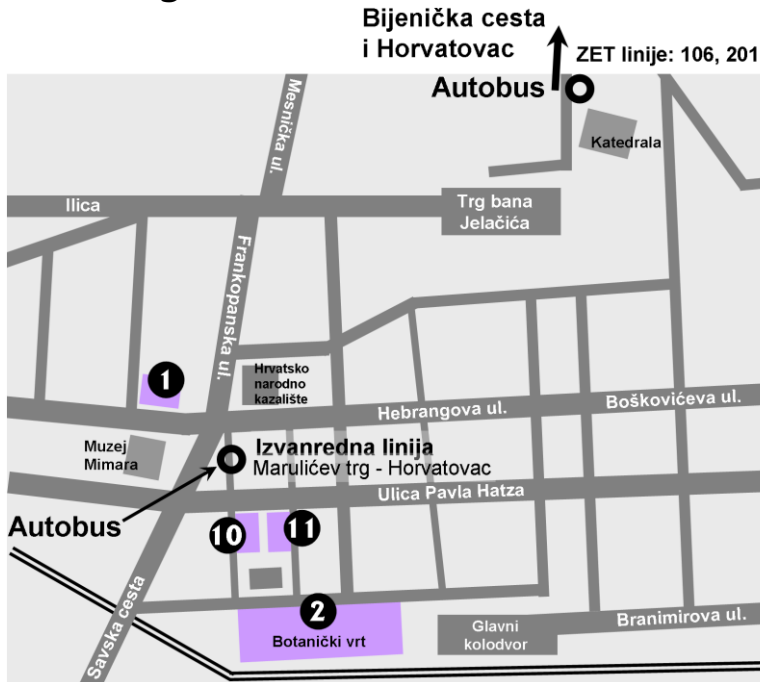 Bijenička cesta
i Horvatovac
ZET linije: 106, 201
Autobus
Katedrala
Mesnička ul.
Ilica
Trg bana
Jelačića
Frankopanska ul.
1
Hrvatsko
narodno
kazalište
Hebrangova ul.
Boškovićeva ul.
Muzej
Mimara
Izvanredna linija
Marulićev trg - Horvatovac
Ulica Pavla Hatza
Autobus
10
11
Savska cesta
2
Botanički vrt
Glavni
kolodvor
Branimirova ul.